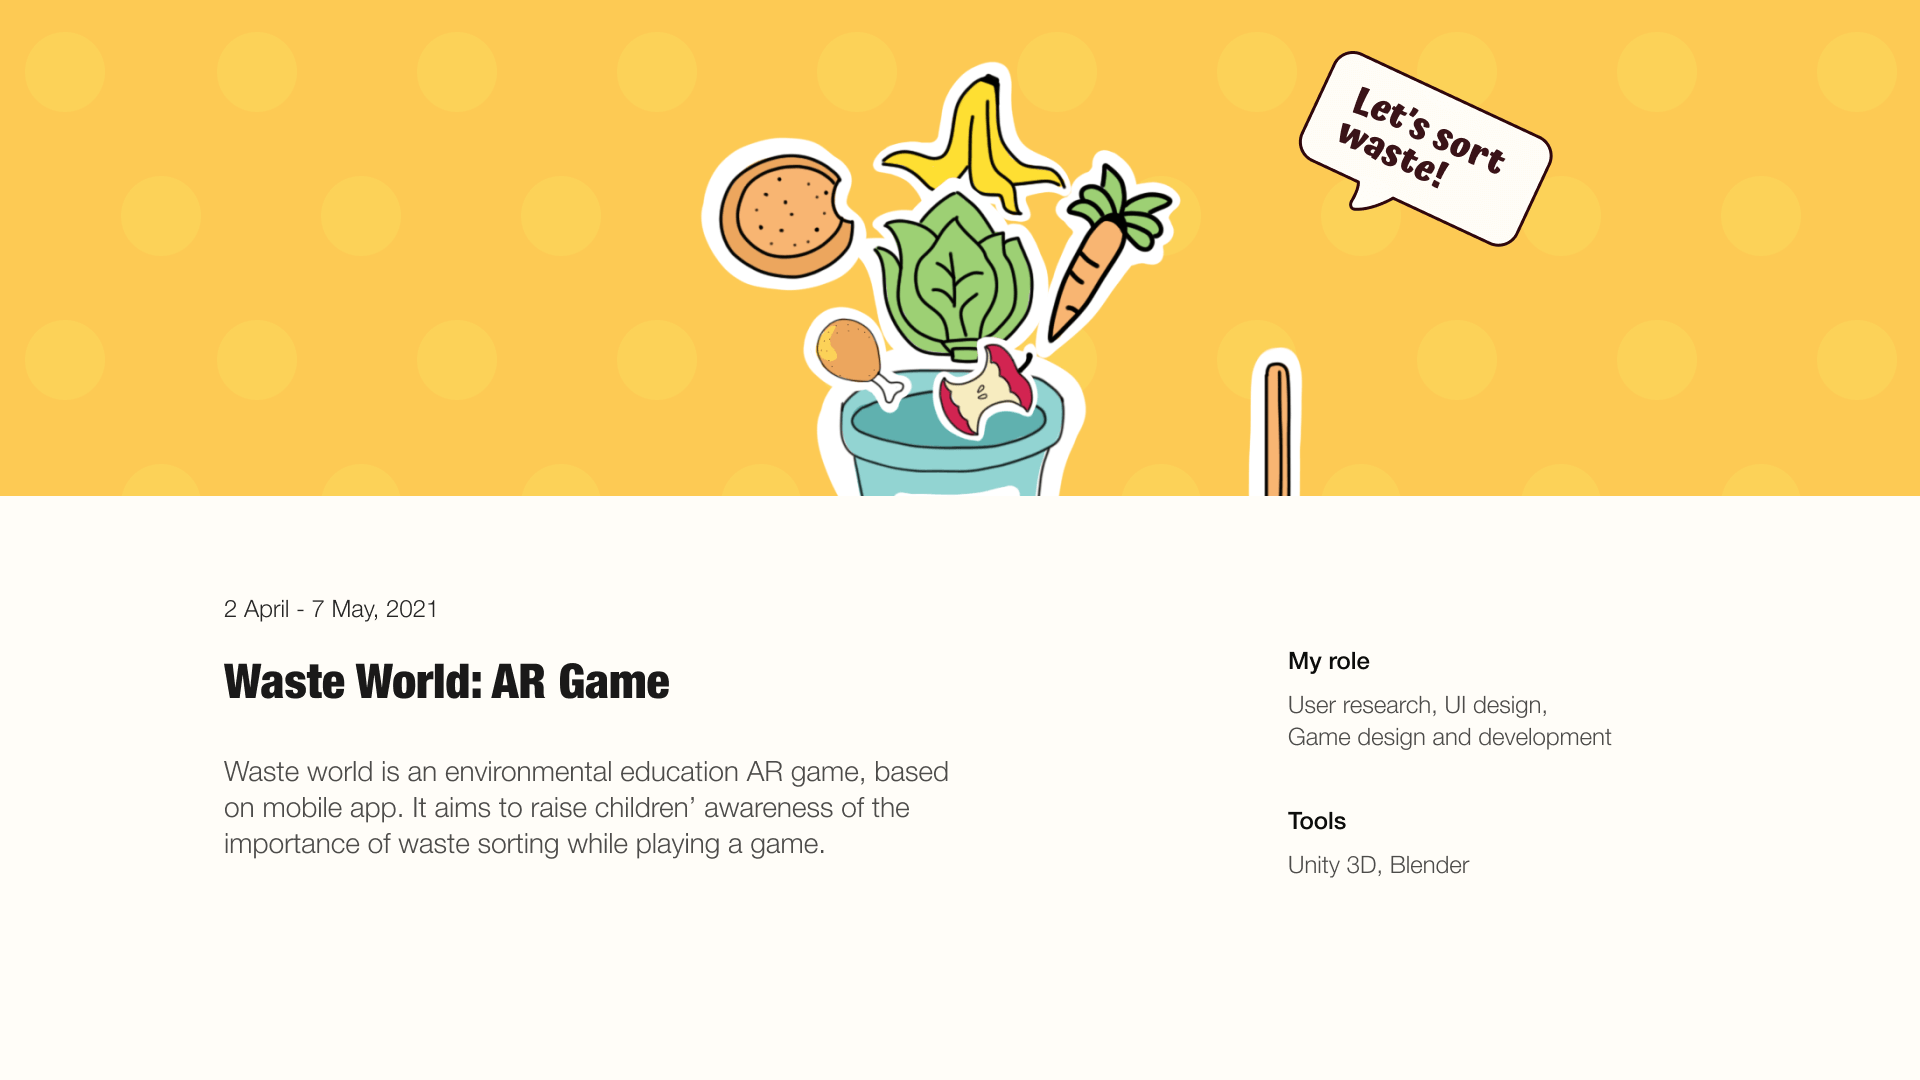 Let's sort
waste!
2 April - 7 May, 2021
Waste World: AR Game
Waste world is an environmental education AR game, based
on mobile app. It aims to raise children’ awareness of the
importance of waste sorting while playing a game.
My role
User research, UI design,
Game design and development
Tools
Unity 3D, Blender